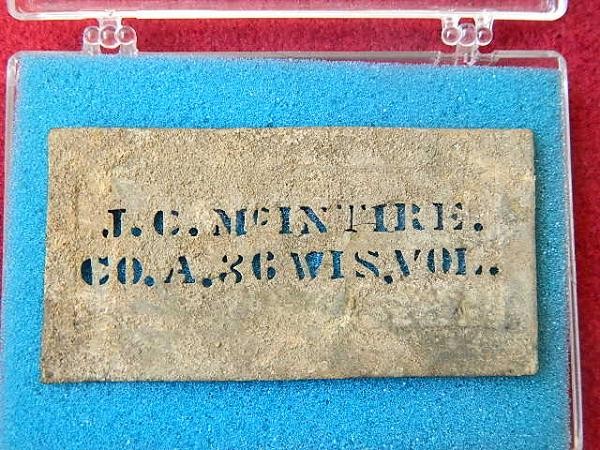 J. C. McINTIRE.
CO. A. 36 WIS. VOL.